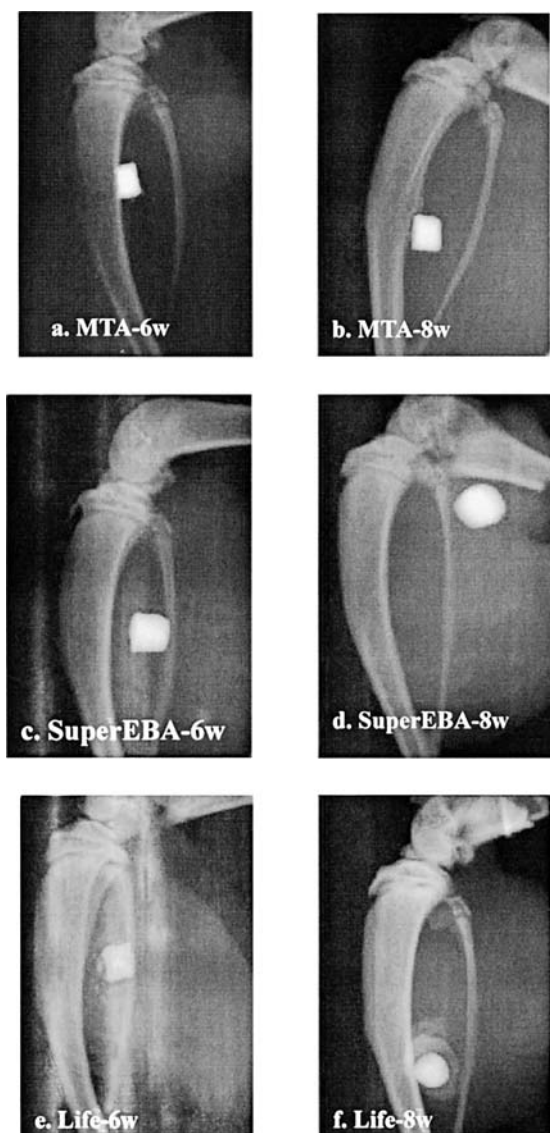 a. MTA-6w
b. MTA-8w
c. SuperEBA-6w
d. SuperEBA-8w
e. Life-6w
f. Life-8w